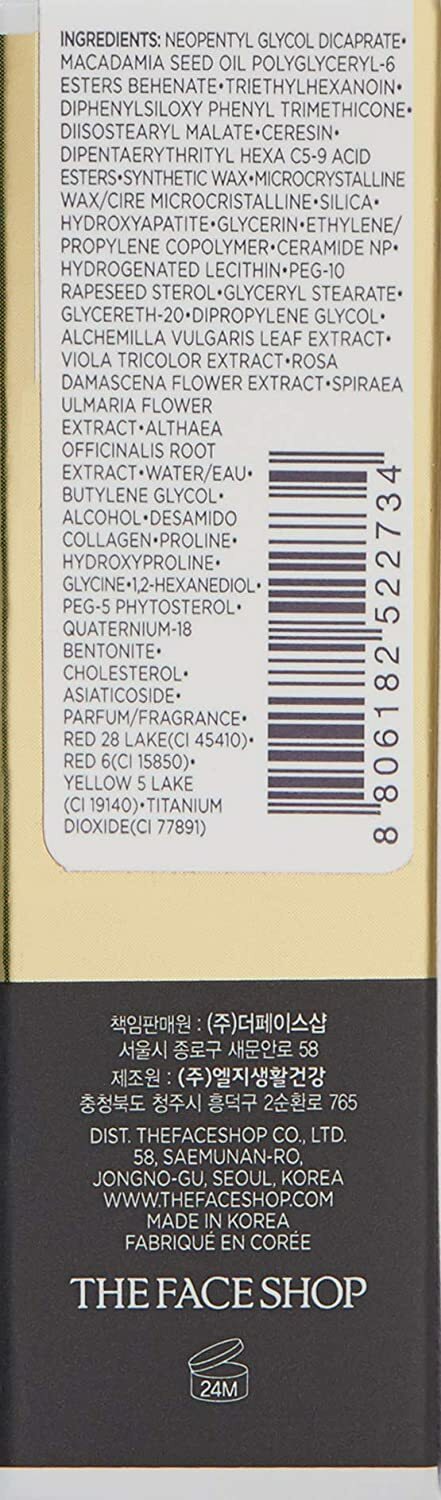 INGREDIENTS: NEOPENTYL GLYCOL DICAPRATE•
MACADAMIA SEED OIL POLYGLYCERYL-6
ESTERS BEHENATE•TRIETHYLHEXANOIN•
DIPHENYLSILOXY PHENYL TRIMETHICONE•
DIISOSTEARYL MALATE•CERESIN•
DIPENTAERYTHRITYL HEXA C5-9 ACID
ESTERS•SYNTHETIC WAX•MICROCRYSTALLINE
WAX/CIRE MICROCRISTALLINE•SILICA•
HYDROXYAPATITE•GLYCERIN•ETHYLENE/
PROPYLENE COPOLYMER•CERAMIDE NP•
HYDROGENATED LECITHIN•PEG-10
RAPESEED STEROL•GLYCERYL STEARATE•
GLYCERETH-20•DIPROPYLENE GLYCOL•
ALCHEMILLA VULGARIS LEAF EXTRACT•
VIOLA TRICOLOR EXTRACT•ROSA
DAMASCENA FLOWER EXTRACT•SPIRAEA
ULMARIA FLOWER
EXTRACT•ALTHAEA
OFFICINALIS ROOT
EXTRACT•WATER/EAU•
BUTYLENE GLYCOL•
ALCOHOL•DESAMIDO
COLLAGEN•PROLINE•
HYDROXYPROLINE•
GLYCINE•1,2-HEXANEDIOL•
PEG-5 PHYTOSTEROL•
QUATERNIUM-18
BENTONITE•
CHOLESTEROL•
ASIATICOSIDE•
PARFUM/FRAGRANCE•
RED 28 LAKE(CI 45410)•
RED 6(CI 15850)•
YELLOW 5 LAKE
(CI 19140)•TITANIUM
DIOXIDE(CI 77891)
8 806182 522734
책임판매원 : (주)더페이스샵
서울시 종로구 새문안로 58
제조원 : (주)엘지생활건강
충청북도 청주시 흥덕구 2순환로 765
DIST. THEFACESHOP CO., LTD.
58, SAEMUNAN-RO,
JONGNO-GU, SEOUL, KOREA
WWW.THEFACESHOP.COM
MADE IN KOREA
FABRIQUÉ EN CORÉE
THE FACE SHOP
24M